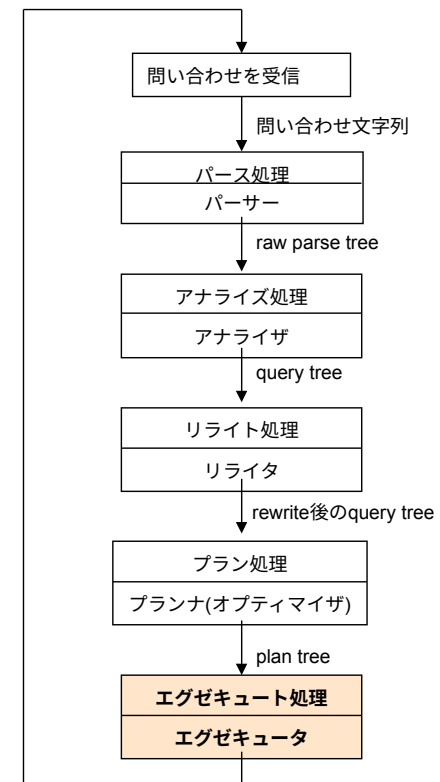 問い合わせを受信
問い合わせ文字列
パース処理
パーサー
raw parse tree
アナライズ処理
アナライザ
query tree
リライト処理
リライタ
rewrite後のquery tree
プラン処理
プランナ(オプティマイザ)
plan tree
エグゼキュート処理
エグゼキュータ